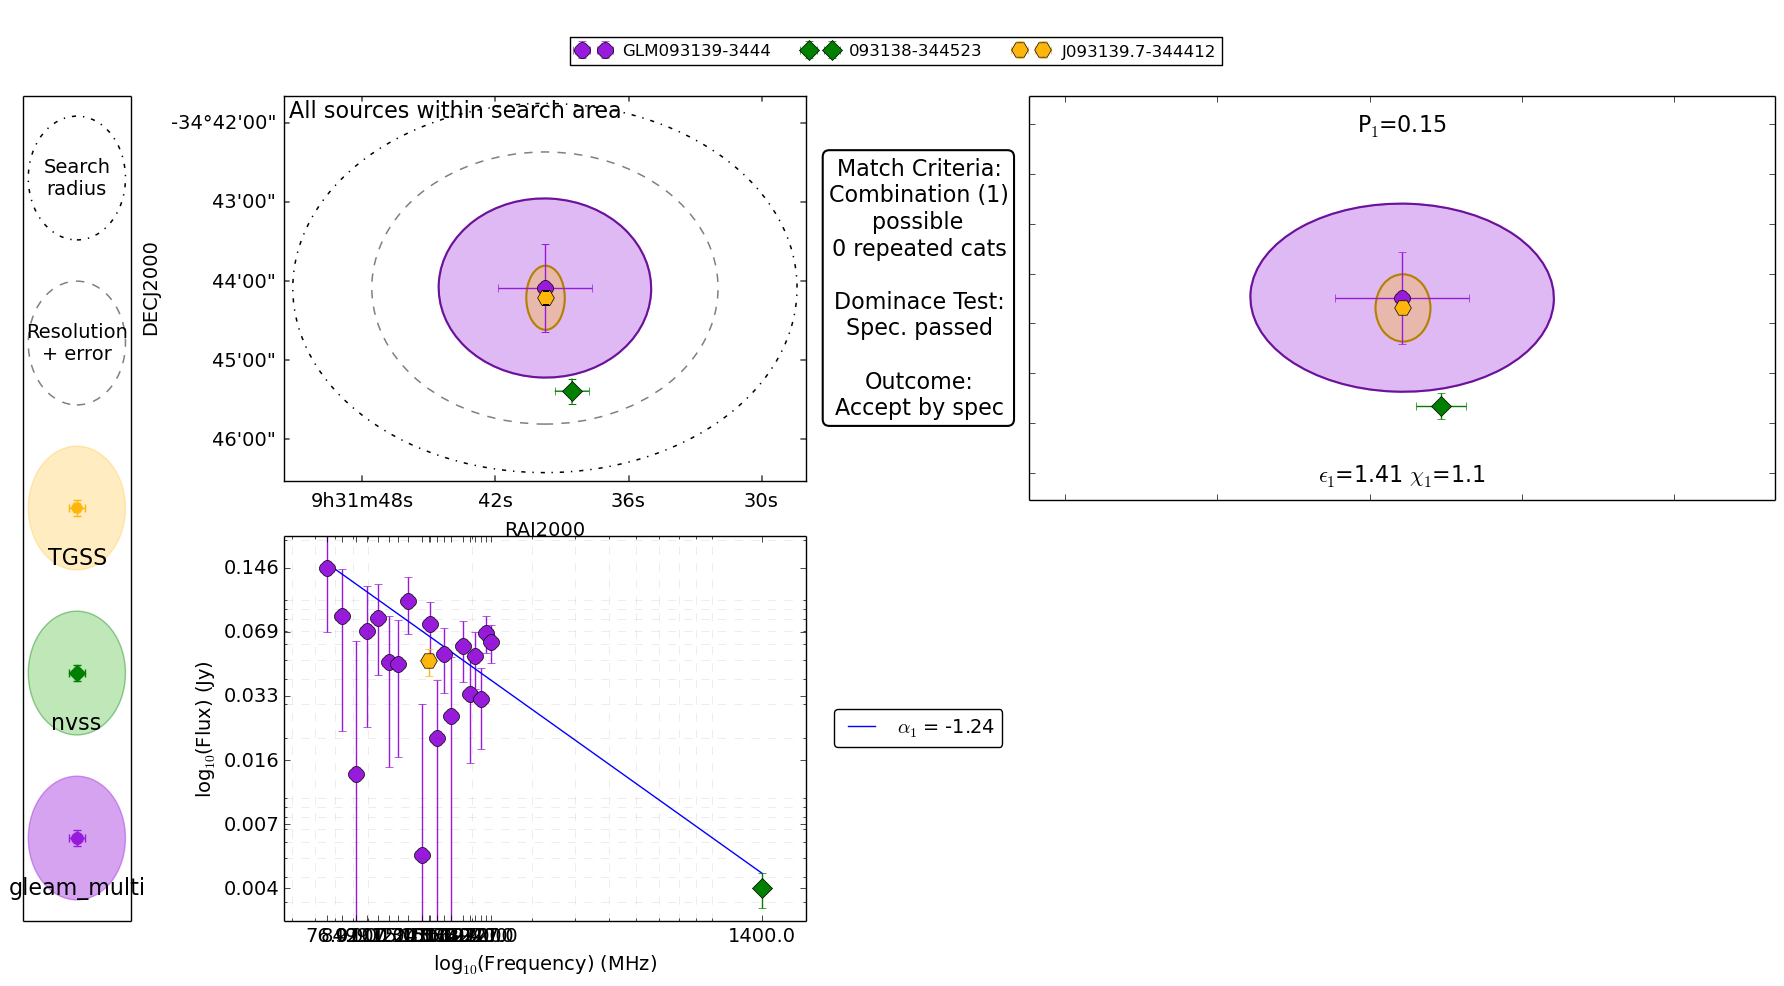 GLM093139-3444 093138-344523 J093139.7-344412
Search
radius
Resolution
+ error
TGSS
nvss
gleam_multi
All sources within search area
-34°42'00"
43'00"
44'00"
45'00"
46'00"
DECJ2000
9h31m48s 42s 36s 30s
RAJ2000
Match Criteria:
Combination (1)
possible
0 repeated cats
Dominace Test:
Spec. passed
Outcome:
Accept by spec
P1=0.15
ϵ1=1.41 χ1=1.1
0.146
0.069
0.033
0.016
0.007
0.004
log10(Flux) (Jy)
1400.0
log10(Frequency) (MHz)
α1 = -1.24